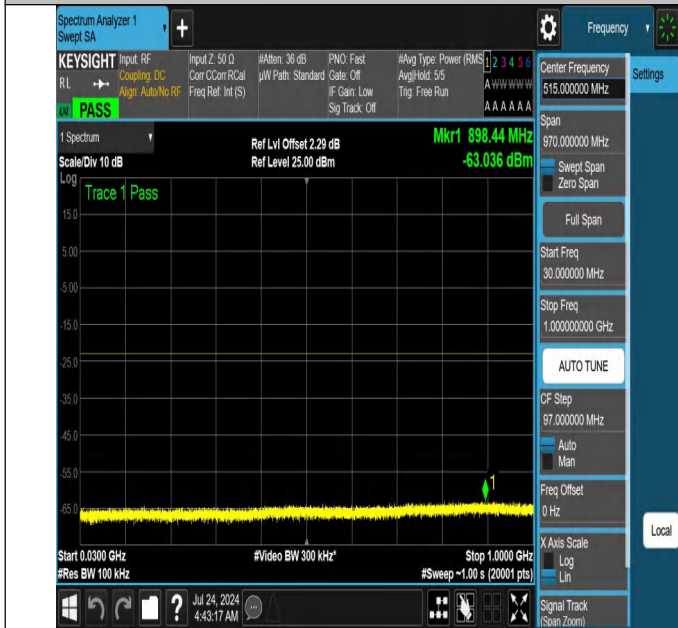 Spectrum Analyzer 1
Swept SA
+
Frequency
KEYSIGHT
RL
LXI
PASS
Input: RF
Coupling: DC
Align: Auto/No RF
Input Z: 50 Ω
Corr CCorr RCal
Freq Ref: Int (S)
#Atten: 36 dB
µW Path: Standard
PNO: Fast
Gate: Off
IF Gain: Low
Sig Track: Off
#Avg Type: Power (RMS
Avg|Hold: 5/5
Trig: Free Run
1 2 3 4 5 6
A W W W W W
A A A A A A
1 Spectrum
Scale/Div 10 dB
Ref Lvl Offset 2.29 dB
Ref Level 25.00 dBm
Mkr1 898.44 MHz
-63.036 dBm
Log
Trace 1 Pass
15.0
5.00
-5.00
-15.0
-25.0
-35.0
-45.0
-55.0
-65.0
1
Start 0.0300 GHz
#Res BW 100 kHz
#Video BW 300 kHz*
Stop 1.0000 GHz
#Sweep ~1.00 s (20001 pts)
Center Frequency
515.000000 MHz
Settings
Span
970.000000 MHz
Swept Span
Zero Span
Full Span
Start Freq
30.000000 MHz
Stop Freq
1.000000000 GHz
AUTO TUNE
CF Step
97.000000 MHz
Auto
Man
Freq Offset
0 Hz
Local
X Axis Scale
Log
Lin
Signal Track
(Span Zoom)
?
Jul 24, 2024
4:43:17 AM